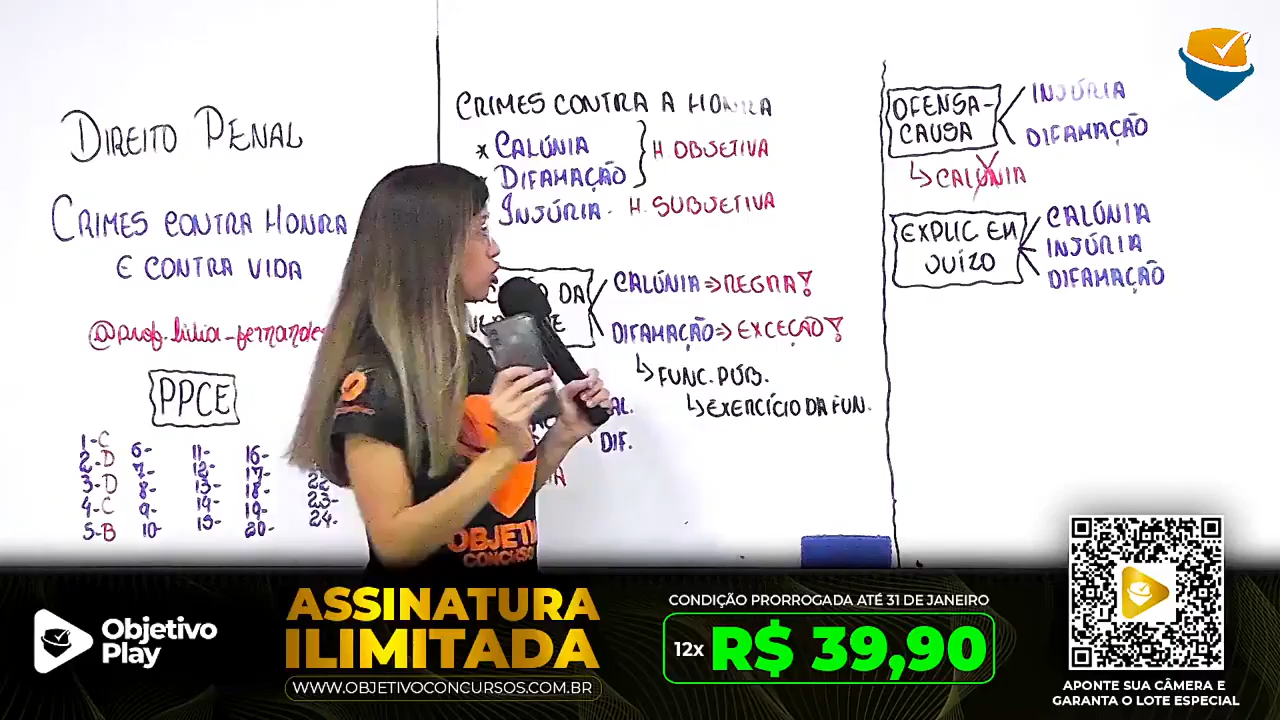 DIREITO PENAL
CRIMES CONTRA HONRA
E CONTRA VIDA
@prof.lilia_fernandes
PPCE
1-C 6- 11- 16-
2-D 7- 12- 17-
3-D 8- 13- 18- 22
4-C 9- 14- 19- 23-
5-B 10- 15- 20- 24-
CRIMES CONTRA A HONRA
* CALÚNIA
DIFAMAÇÃO
H. OBJETIVA
INJÚRIA - H. SUBJETIVA
DA
CALÚNIA => REGRA!
DIFAMAÇÃO => EXCEÇÃO!
↳ FUNC. PÚB.
↳ EXERCÍCIO DA FUN.
DIF.
OFENSA-
CAUSA
INJÚRIA
DIFAMAÇÃO
↳ CALÚNIA
EXPLIC EM
JUÍZO
CALÚNIA
INJÚRIA
DIFAMAÇÃO
Objetivo
Play
ASSINATURA
ILIMITADA
WWW.OBJETIVOCONCURSOS.COM.BR
CONDIÇÃO PRORROGADA ATÉ 31 DE JANEIRO
12x R$ 39,90
APONTE SUA CÂMERA E
GARANTA O LOTE ESPECIAL